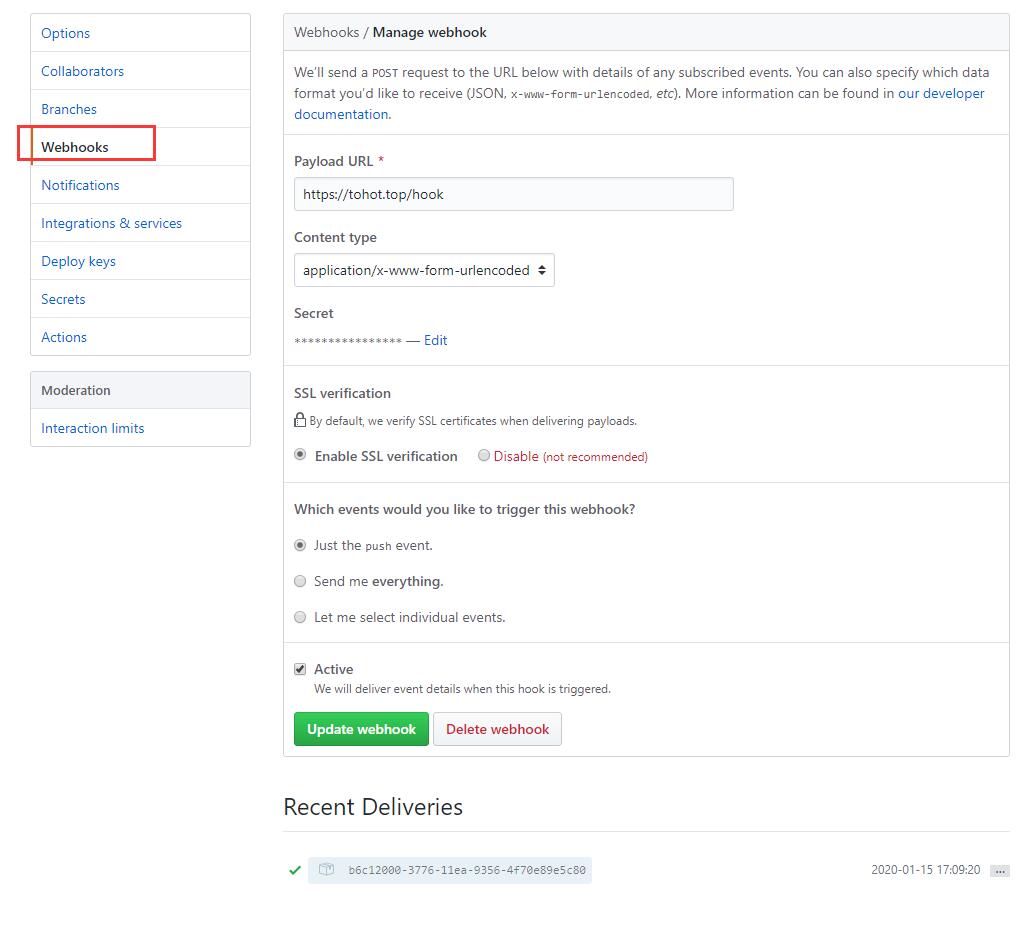 Options
Collaborators
Branches
Webhooks
Notifications
Integrations & services
Deploy keys
Secrets
Actions
Moderation
Interaction limits
Webhooks / Manage webhook
We'll send a POST request to the URL below with details of any subscribed events. You can also specify which data
format you'd like to receive (JSON, x-www-form-urlencoded, etc). More information can be found in our developer
documentation.
Payload URL *
https://tohot.top/hook
Content type
application/x-www-form-urlencoded
Secret
**************** — Edit
SSL verification
By default, we verify SSL certificates when delivering payloads.
Enable SSL verification Disable (not recommended)
Which events would you like to trigger this webhook?
Just the push event.
Send me everything.
Let me select individual events.
Active
We will deliver event details when this hook is triggered.
Update webhook Delete webhook
Recent Deliveries
b6c12000-3776-11ea-9356-4f70e89e5c80 2020-01-15 17:09:20 ...